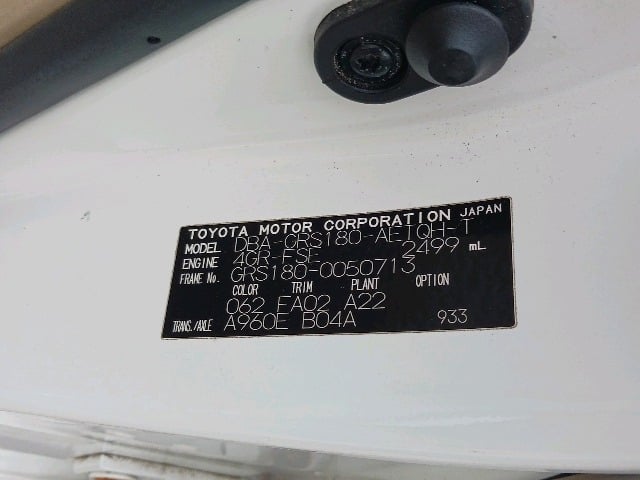 TOYOTA MOTOR CORPORATION JAPAN
MODEL DBA-GRS180-AETQH-T
ENGINE 4GR-FSE 2499 mL
FRAME No. GRS180-0050713
COLOR TRIM PLANT OPTION
062 FA02 A22
TRANS./AXLE A960E B04A 933